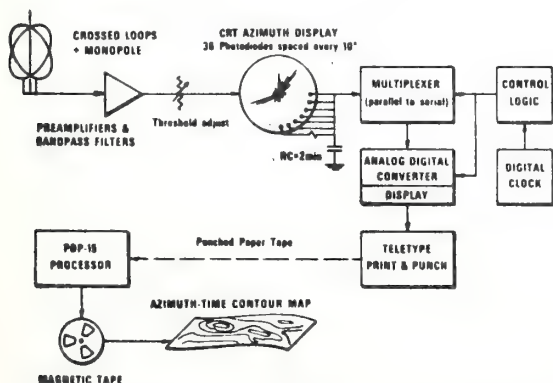 CROSSED LOOPS
+ MONOPOLE
CRT AZIMUTH DISPLAY
36 Photodiodes spaced every 10°
PREAMPLIFIERS &
BANDPASS FILTERS
Threshold adjust
RC=2min
MULTIPLEXER
(parallel to serial)
CONTROL
LOGIC
ANALOG DIGITAL
CONVERTER
DISPLAY
DIGITAL
CLOCK
TELETYPE
PRINT & PUNCH
Punched Paper Tape
PDP-15
PROCESSOR
AZIMUTH-TIME CONTOUR MAP
MAGNETIC TAPE